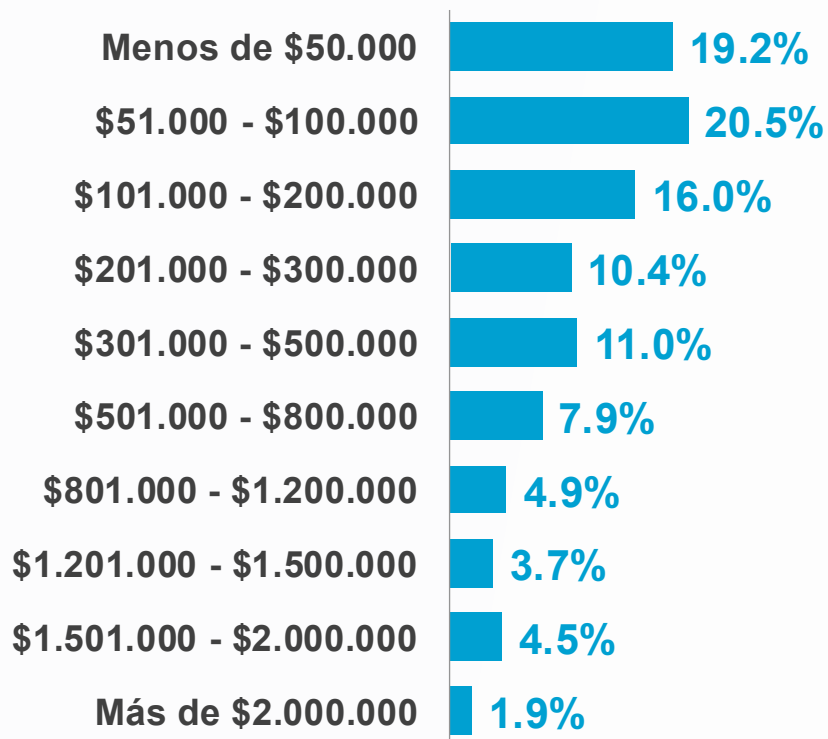 Menos de $50.000 19.2%
$51.000 - $100.000 20.5%
$101.000 - $200.000 16.0%
$201.000 - $300.000 10.4%
$301.000 - $500.000 11.0%
$501.000 - $800.000 7.9%
$801.000 - $1.200.000 4.9%
$1.201.000 - $1.500.000 3.7%
$1.501.000 - $2.000.000 4.5%
Más de $2.000.000 1.9%